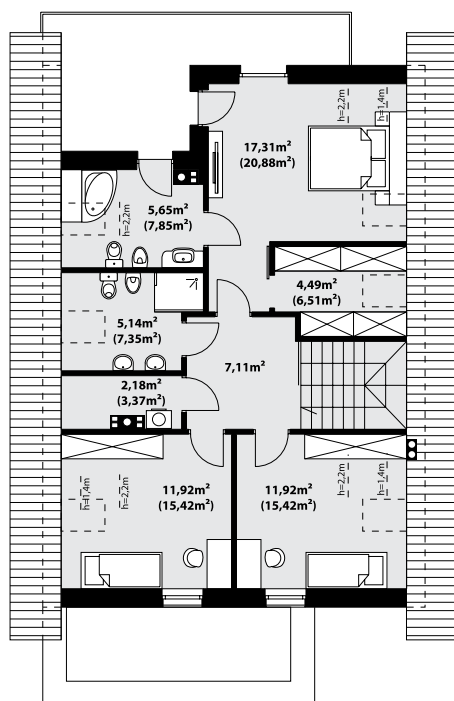 h=2,2m
h=1,4m
17,31m²
(20,88m²)
5,65m²
(7,85m²)
h=2,2m
4,49m²
(6,51m²)
5,14m²
(7,35m²)
7,11m²
2,18m²
(3,37m²)
h=1,4m
h=2,2m
11,92m²
(15,42m²)
11,92m²
(15,42m²)
h=2,2m
h=1,4m